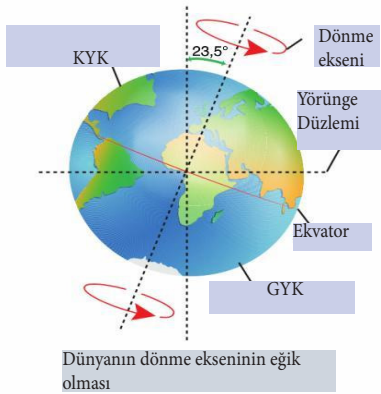 23,5°
Dönme
ekseni
KYK
Yörünge
Düzlemi
Ekvator
GYK
Dünyanın dönme ekseninin eğik
olması